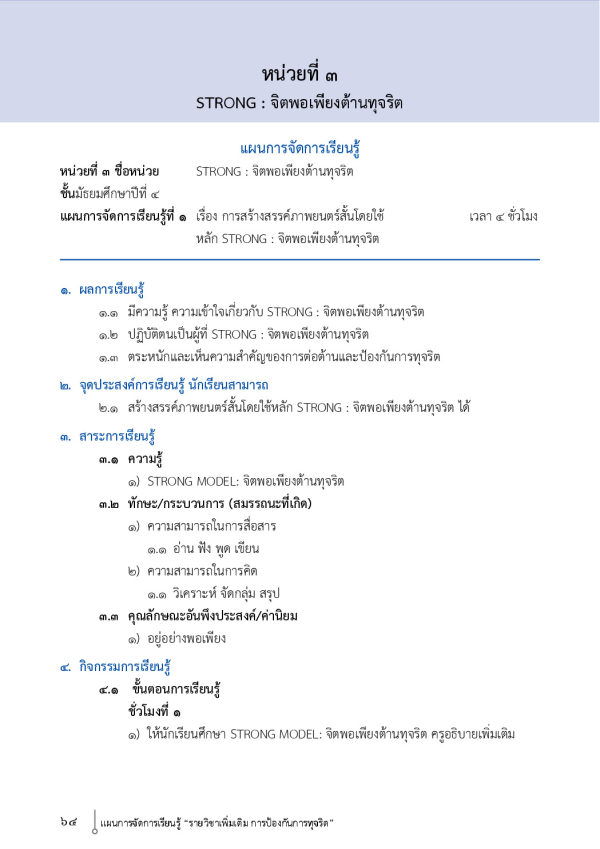 หน่วยที่ ๓
STRONG : จิตพอเพียงต้านทุจริต
แผนการจัดการเรียนรู้
หน่วยที่ ๓ ชื่อหน่วย STRONG : จิตพอเพียงต้านทุจริต
ชั้นมัธยมศึกษาปีที่ ๔
แผนการจัดการเรียนรู้ที่ ๑ เรื่อง การสร้างสรรค์ภาพยนตร์สั้นโดยใช้ เวลา ๔ ชั่วโมง
หลัก STRONG : จิตพอเพียงต้านทุจริต
๑. ผลการเรียนรู้
๑.๑ มีความรู้ ความเข้าใจเกี่ยวกับ STRONG : จิตพอเพียงต้านทุจริต
๑.๒ ปฏิบัติตนเป็นผู้ที่ STRONG : จิตพอเพียงต้านทุจริต
๑.๓ ตระหนักและเห็นความสำคัญของการต่อต้านและป้องกันการทุจริต
๒. จุดประสงค์การเรียนรู้ นักเรียนสามารถ
๒.๑ สร้างสรรค์ภาพยนตร์สั้นโดยใช้หลัก STRONG : จิตพอเพียงต้านทุจริต ได้
๓. สาระการเรียนรู้
๓.๑ ความรู้
๑) STRONG MODEL: จิตพอเพียงต้านทุจริต
๓.๒ ทักษะ/กระบวนการ (สมรรถนะที่เกิด)
๑) ความสามารถในการสื่อสาร
๑.๑ อ่าน ฟัง พูด เขียน
๒) ความสามารถในการคิด
๑.๑ วิเคราะห์ จัดกลุ่ม สรุป
๓.๓ คุณลักษณะอันพึงประสงค์/ค่านิยม
๑) อยู่อย่างพอเพียง
๔. กิจกรรมการเรียนรู้
๔.๑ ขั้นตอนการเรียนรู้
ชั่วโมงที่ ๑
๑) ให้นักเรียนศึกษา STRONG MODEL: จิตพอเพียงต้านทุจริต ครูอธิบายเพิ่มเติม
๖๔ แผนการจัดการเรียนรู้ “รายวิชาเพิ่มเติม การป้องกันการทุจริต”